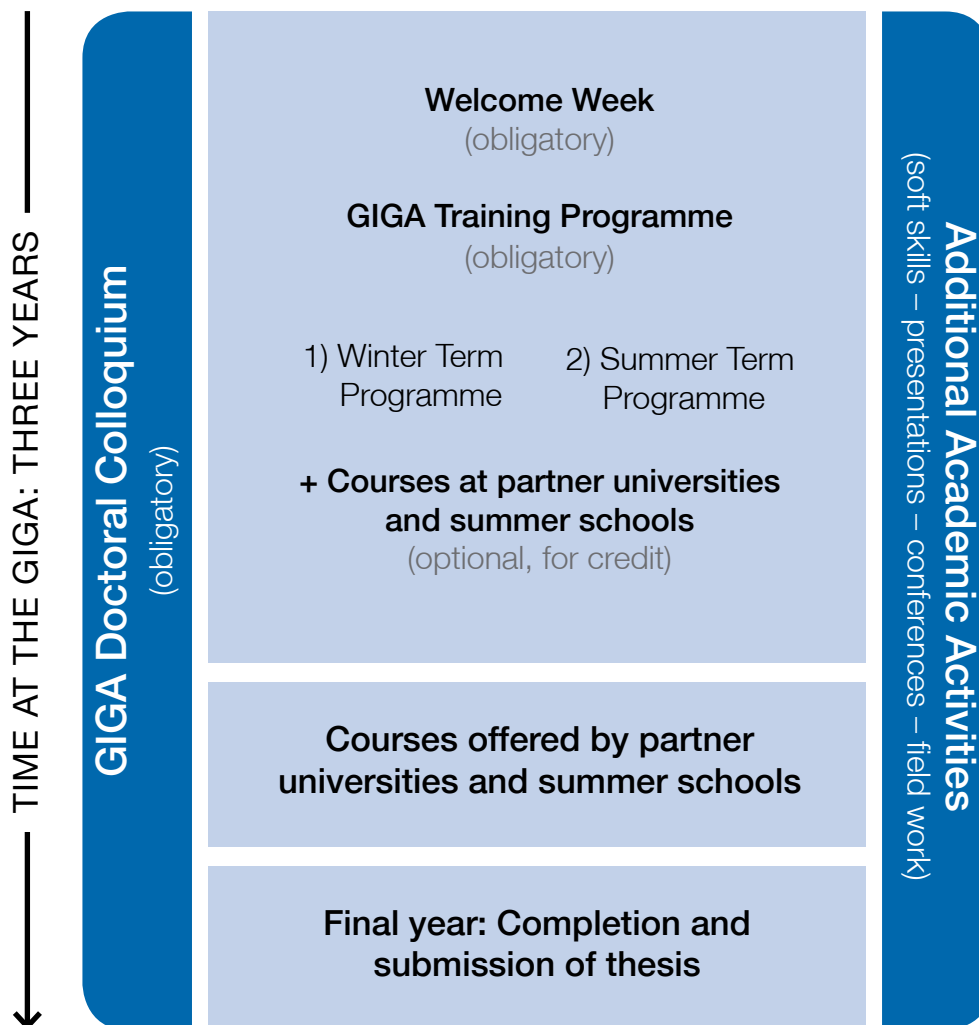 TIME AT THE GIGA: THREE YEARS
GIGA Doctoral Colloquium
(obligatory)
Welcome Week
(obligatory)
GIGA Training Programme
(obligatory)
1) Winter Term
Programme
2) Summer Term
Programme
+ Courses at partner universities
and summer schools
(optional, for credit)
Courses offered by partner
universities and summer schools
Final year: Completion and
submission of thesis
Additional Academic Activities
(soft skills – presentations – conferences – field work)